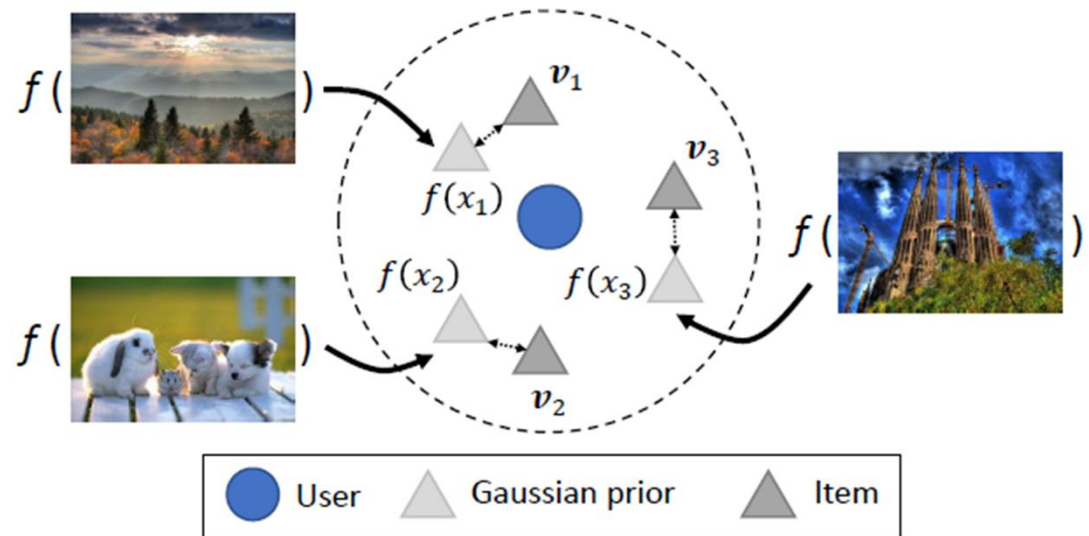 f ( )
v₁
f(x₁)
v₃
f ( )
f(x₂)
f(x₃)
f ( )
v₂
User
Gaussian prior
Item